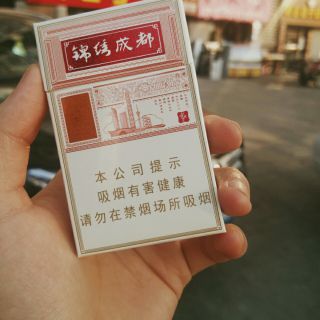 锦绣成都
本公司提示
吸烟有害健康
请勿在禁烟场所吸烟